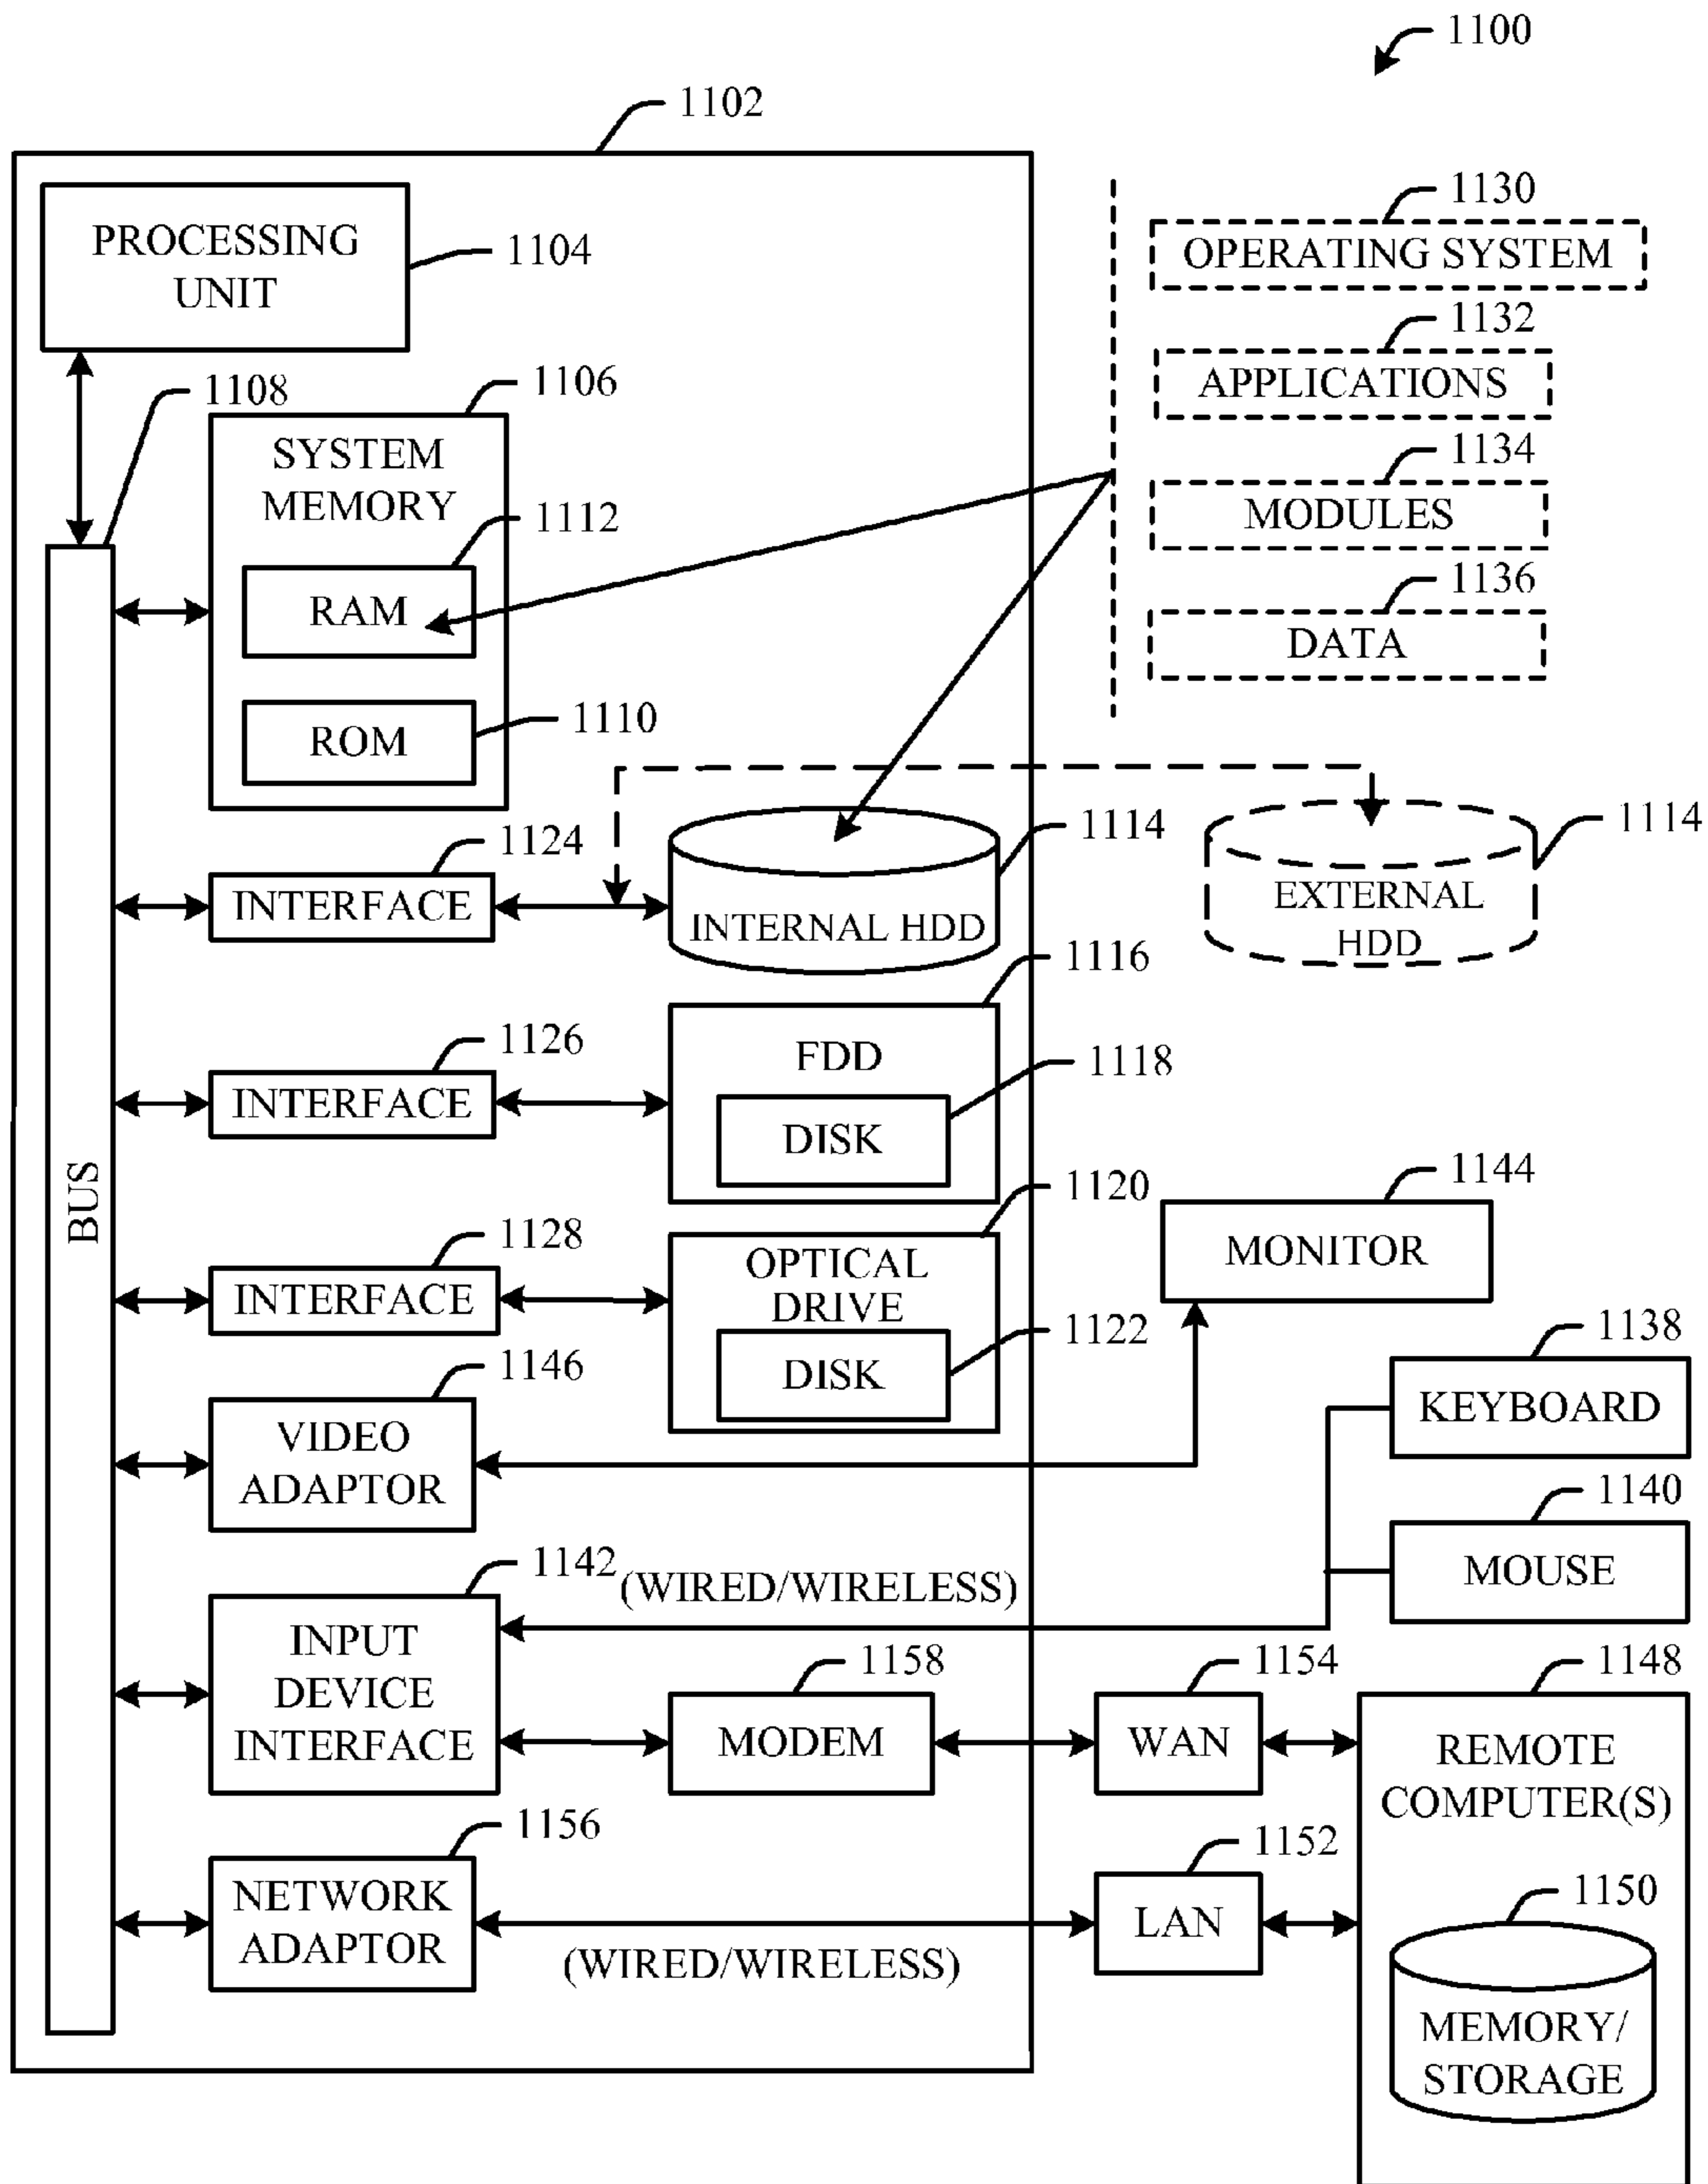 1100
1102
PROCESSING
UNIT
1104
1130
OPERATING SYSTEM
1132
APPLICATIONS
1134
MODULES
1136
DATA
1108
1106
SYSTEM
MEMORY
1112
RAM
1110
ROM
1124
INTERFACE
1114
INTERNAL HDD
1114
EXTERNAL
HDD
1116
FDD
1118
DISK
1126
INTERFACE
BUS
1120
OPTICAL
DRIVE
1122
DISK
1128
INTERFACE
1144
MONITOR
1138
KEYBOARD
1146
VIDEO
ADAPTOR
1140
MOUSE
1142
(WIRED/WIRELESS)
INPUT
DEVICE
INTERFACE
1158
MODEM
1154
WAN
1148
REMOTE
COMPUTER(S)
1156
NETWORK
ADAPTOR
(WIRED/WIRELESS)
1152
LAN
1150
MEMORY/
STORAGE